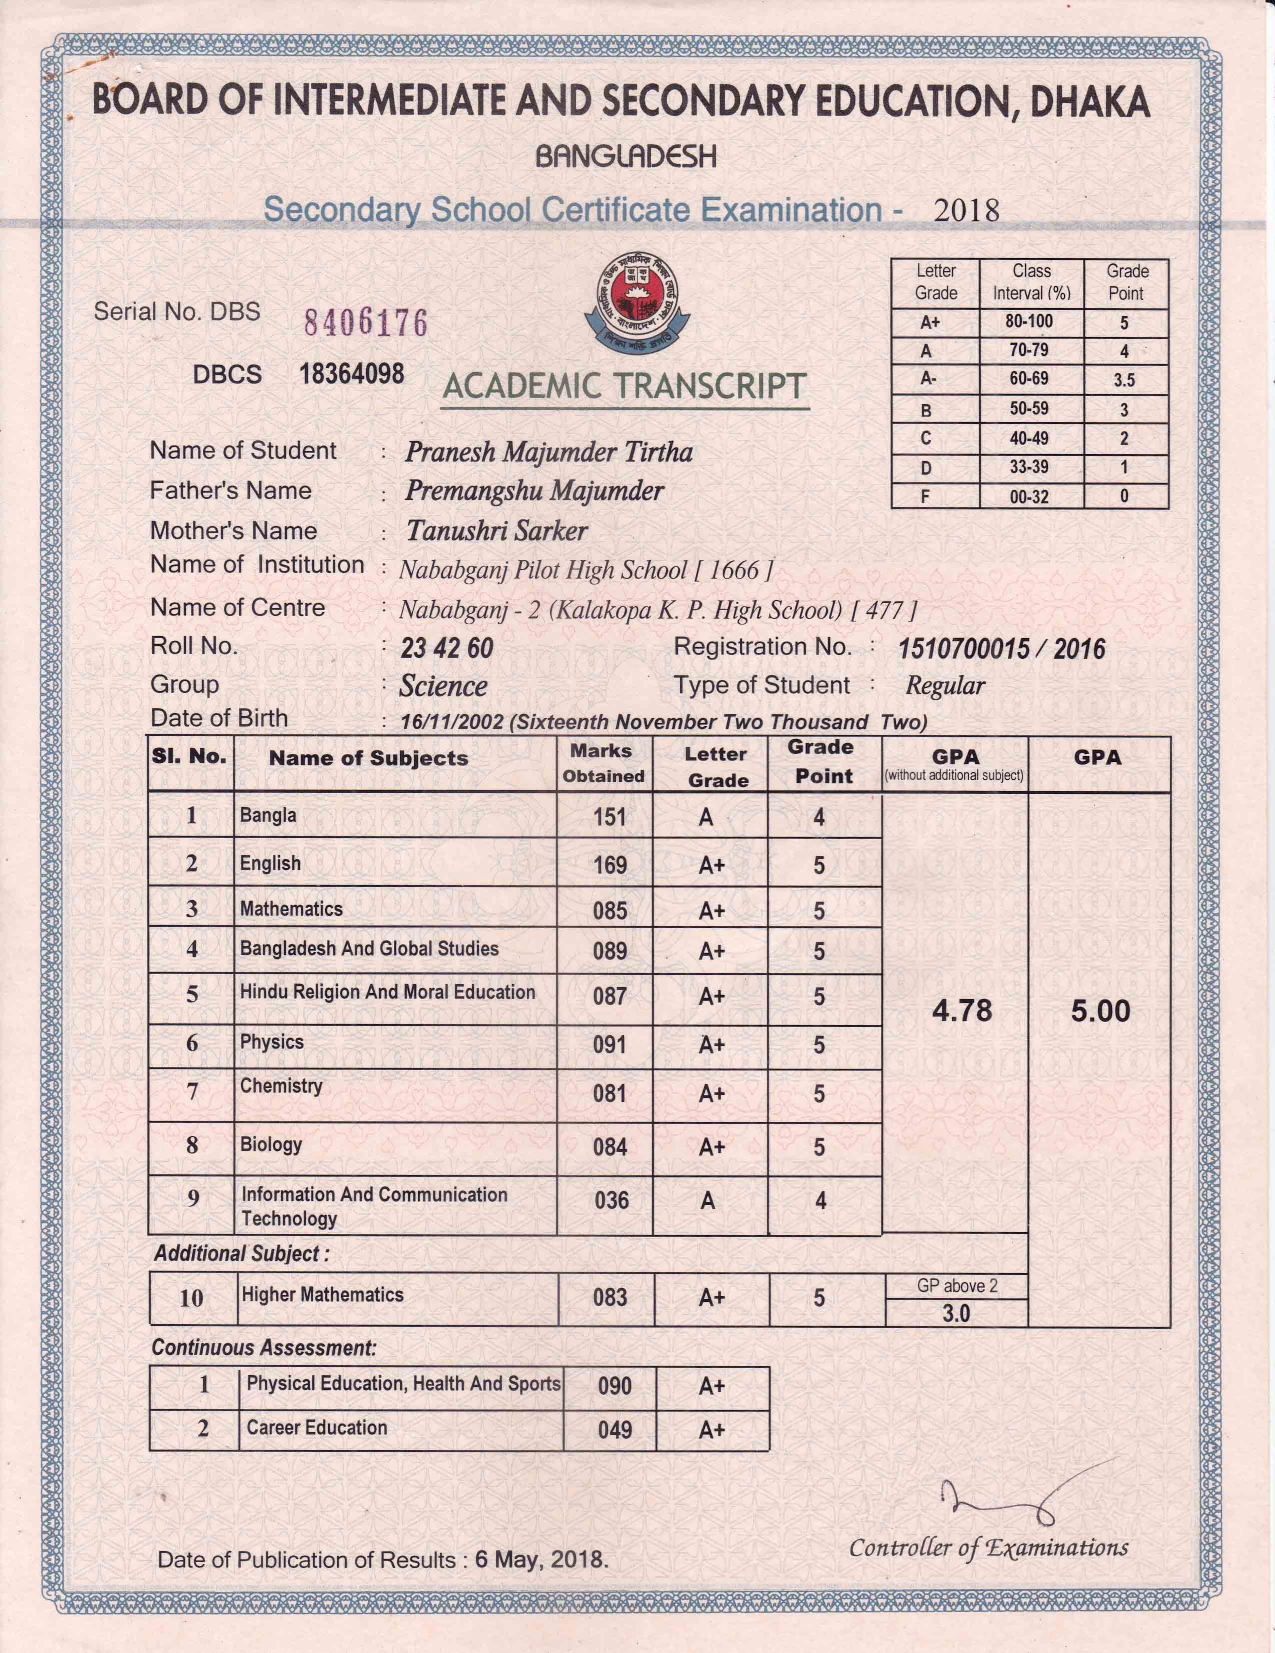 BOARD OF INTERMEDIATE AND SECONDARY EDUCATION, DHAKA
BANGLADESH
Secondary School Certificate Examination - 2018
Serial No. DBS 8406176
DBCS 18364098
ACADEMIC TRANSCRIPT
Letter Grade Class Interval (%) Grade Point
A+ 80-100 5
A 70-79 4
A- 60-69 3.5
B 50-59 3
C 40-49 2
D 33-39 1
F 00-32 0
Name of Student : Pranesh Majumder Tirtha
Father's Name : Premangshu Majumder
Mother's Name : Tanushri Sarker
Name of Institution : Nababganj Pilot High School [ 1666 ]
Name of Centre : Nababganj - 2 (Kalakopa K. P. High School) [ 477 ]
Roll No. : 23 42 60 Registration No. : 1510700015 / 2016
Group : Science Type of Student : Regular
Date of Birth : 16/11/2002 (Sixteenth November Two Thousand Two)
Sl. No. Name of Subjects Marks Obtained Letter Grade Grade Point GPA (without additional subject) GPA
1 Bangla 151 A 4
2 English 169 A+ 5
3 Mathematics 085 A+ 5
4 Bangladesh And Global Studies 089 A+ 5
5 Hindu Religion And Moral Education 087 A+ 5
4.78 5.00
6 Physics 091 A+ 5
7 Chemistry 081 A+ 5
8 Biology 084 A+ 5
9 Information And Communication Technology 036 A 4
Additional Subject :
10 Higher Mathematics 083 A+ 5 GP above 2
3.0
Continuous Assessment:
1 Physical Education, Health And Sports 090 A+
2 Career Education 049 A+
Controller of Examinations
Date of Publication of Results : 6 May, 2018.